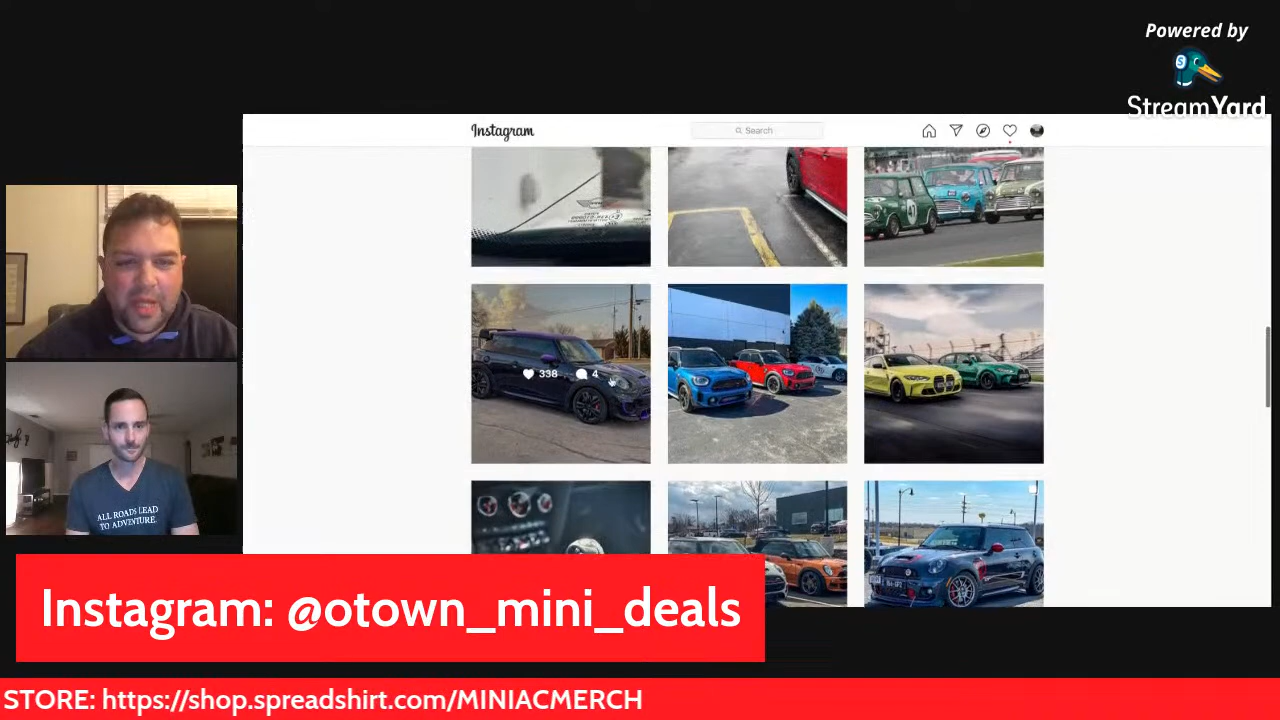 Powered by
StreamYard
Instagram
Search
338
4
ALL ROADS LEAD
TO ADVENTURE.
Instagram: @otown_mini_deals
STORE: https://shop.spreadshirt.com/MINIACMERCH